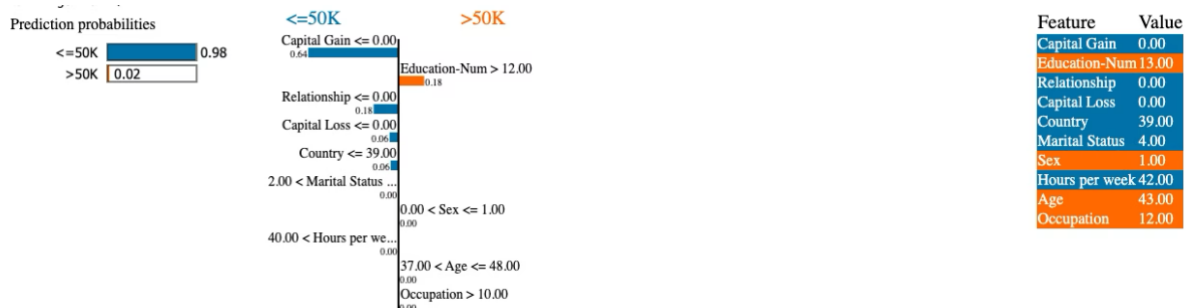 Prediction probabilities
<=50K 0.98
>50K 0.02
<=50K >50K
Capital Gain <= 0.00
0.64
Education-Num > 12.00
0.18
Relationship <= 0.00
0.18
Capital Loss <= 0.00
0.06
Country <= 39.00
0.06
2.00 < Marital Status ...
0.00
0.00 < Sex <= 1.00
0.00
40.00 < Hours per we...
0.00
37.00 < Age <= 48.00
0.00
Occupation > 10.00
0.00
Feature Value
Capital Gain 0.00
Education-Num 13.00
Relationship 0.00
Capital Loss 0.00
Country 39.00
Marital Status 4.00
Sex 1.00
Hours per week 42.00
Age 43.00
Occupation 12.00